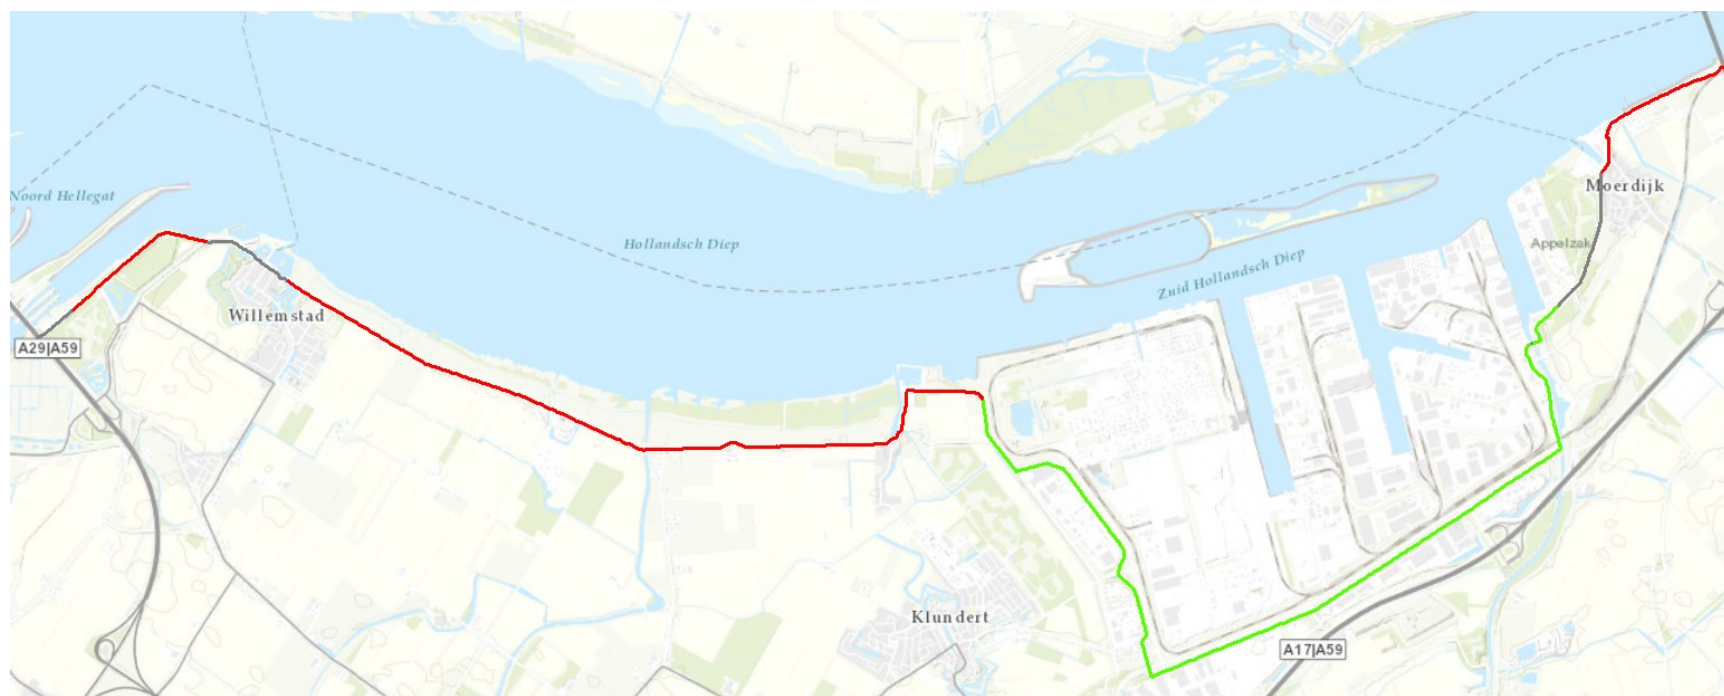 Noord Hellegat
Moerdijk
Hollandsch Diep
Appelzak
Zuid Hollandsch Diep
Willemstad
A29|A59
Klundert
A17|A59